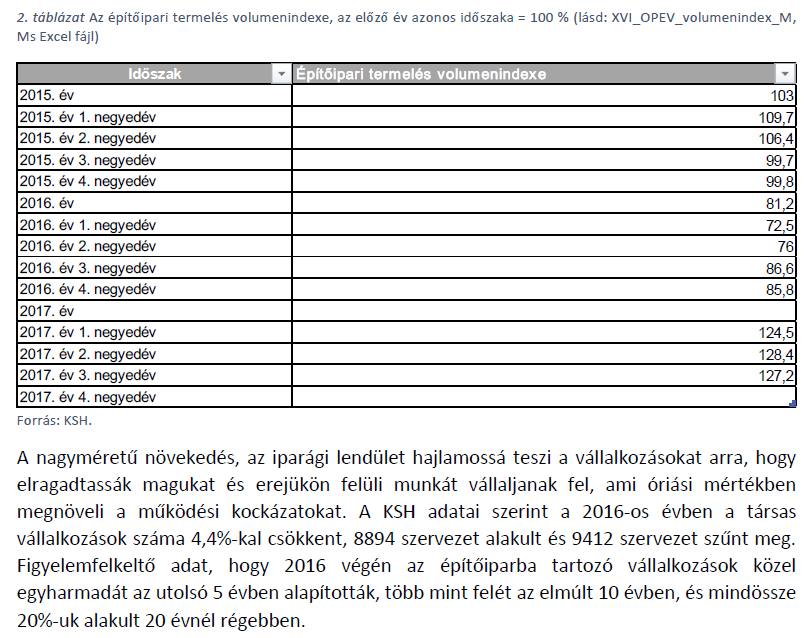 2. táblázat Az építőipari termelés volumenindexe, az előző év azonos időszaka = 100 % (lásd: XVI_OPEV_volumenindex_M,
Ms Excel fájl)
Időszak Építőipari termelés volumenindexe
2015. év 103
2015. év 1. negyedév 109,7
2015. év 2. negyedév 106,4
2015. év 3. negyedév 99,7
2015. év 4. negyedév 99,8
2016. év 81,2
2016. év 1. negyedév 72,5
2016. év 2. negyedév 76
2016. év 3. negyedév 86,6
2016. év 4. negyedév 85,8
2017. év
2017. év 1. negyedév 124,5
2017. év 2. negyedév 128,4
2017. év 3. negyedév 127,2
2017. év 4. negyedév
Forrás: KSH.
A nagyméretű növekedés, az iparági lendület hajlamossá teszi a vállalkozásokat arra, hogy
elragadtassák magukat és erejükön felüli munkát vállaljanak fel, ami óriási mértékben
megnöveli a működési kockázatokat. A KSH adatai szerint a 2016-os évben a társas
vállalkozások száma 4,4%-kal csökkent, 8894 szervezet alakult és 9412 szervezet szűnt meg.
Figyelemfelkeltő adat, hogy 2016 végén az építőiparba tartozó vállalkozások közel
egyharmadát az utolsó 5 évben alapították, több mint felét az elmúlt 10 évben, és mindössze
20%-uk alakult 20 évnél régebben.